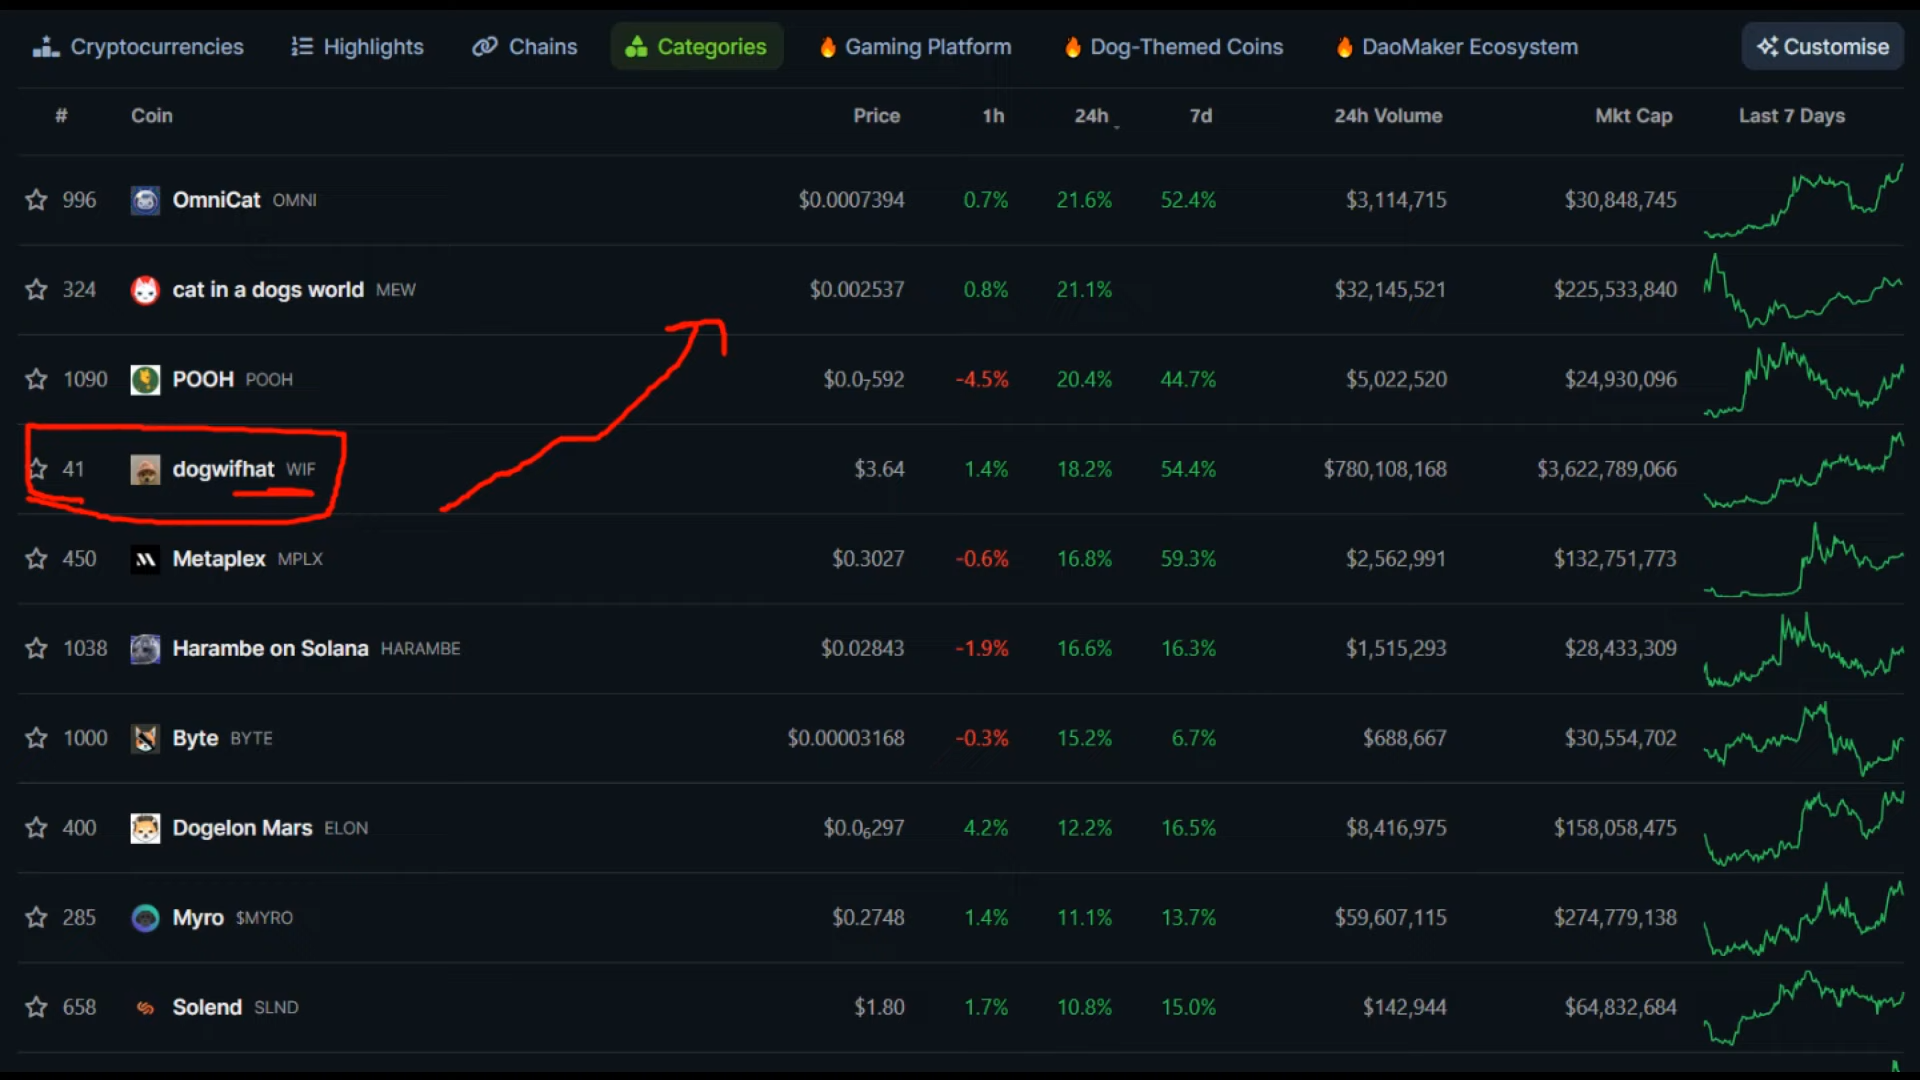 Cryptocurrencies Highlights Chains Categories Gaming Platform Dog-Themed Coins DaoMaker Ecosystem Customise
# Coin Price 1h 24h 7d 24h Volume Mkt Cap Last 7 Days
996 OmniCat OMNI $0.0007394 0.7% 21.6% 52.4% $3,114,715 $30,848,745
324 cat in a dogs world MEW $0.002537 0.8% 21.1% $32,145,521 $225,533,840
1090 POOH POOH $0.0₇592 -4.5% 20.4% 44.7% $5,022,520 $24,930,096
41 dogwifhat WIF $3.64 1.4% 18.2% 54.4% $780,108,168 $3,622,789,066
450 Metaplex MPLX $0.3027 -0.6% 16.8% 59.3% $2,562,991 $132,751,773
1038 Harambe on Solana HARAMBE $0.02843 -1.9% 16.6% 16.3% $1,515,293 $28,433,309
1000 Byte BYTE $0.00003168 -0.3% 15.2% 6.7% $688,667 $30,554,702
400 Dogelon Mars ELON $0.0₆297 4.2% 12.2% 16.5% $8,416,975 $158,058,475
285 Myro $MYRO $0.2748 1.4% 11.1% 13.7% $59,607,115 $274,779,138
658 Solend SLND $1.80 1.7% 10.8% 15.0% $142,944 $64,832,684